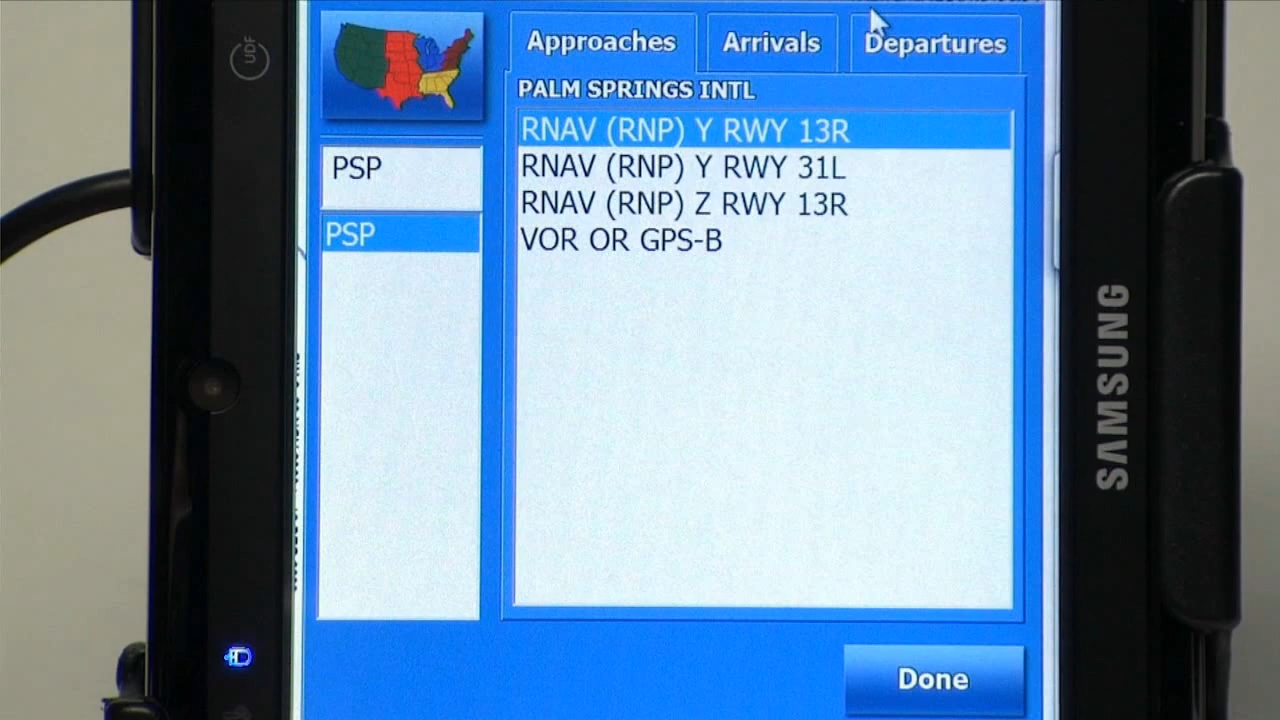 UDF
Approaches
Arrivals
Departures
PALM SPRINGS INTL
PSP
PSP
RNAV (RNP) Y RWY 13R
RNAV (RNP) Y RWY 31L
RNAV (RNP) Z RWY 13R
VOR OR GPS-B
Done
SAMSUNG